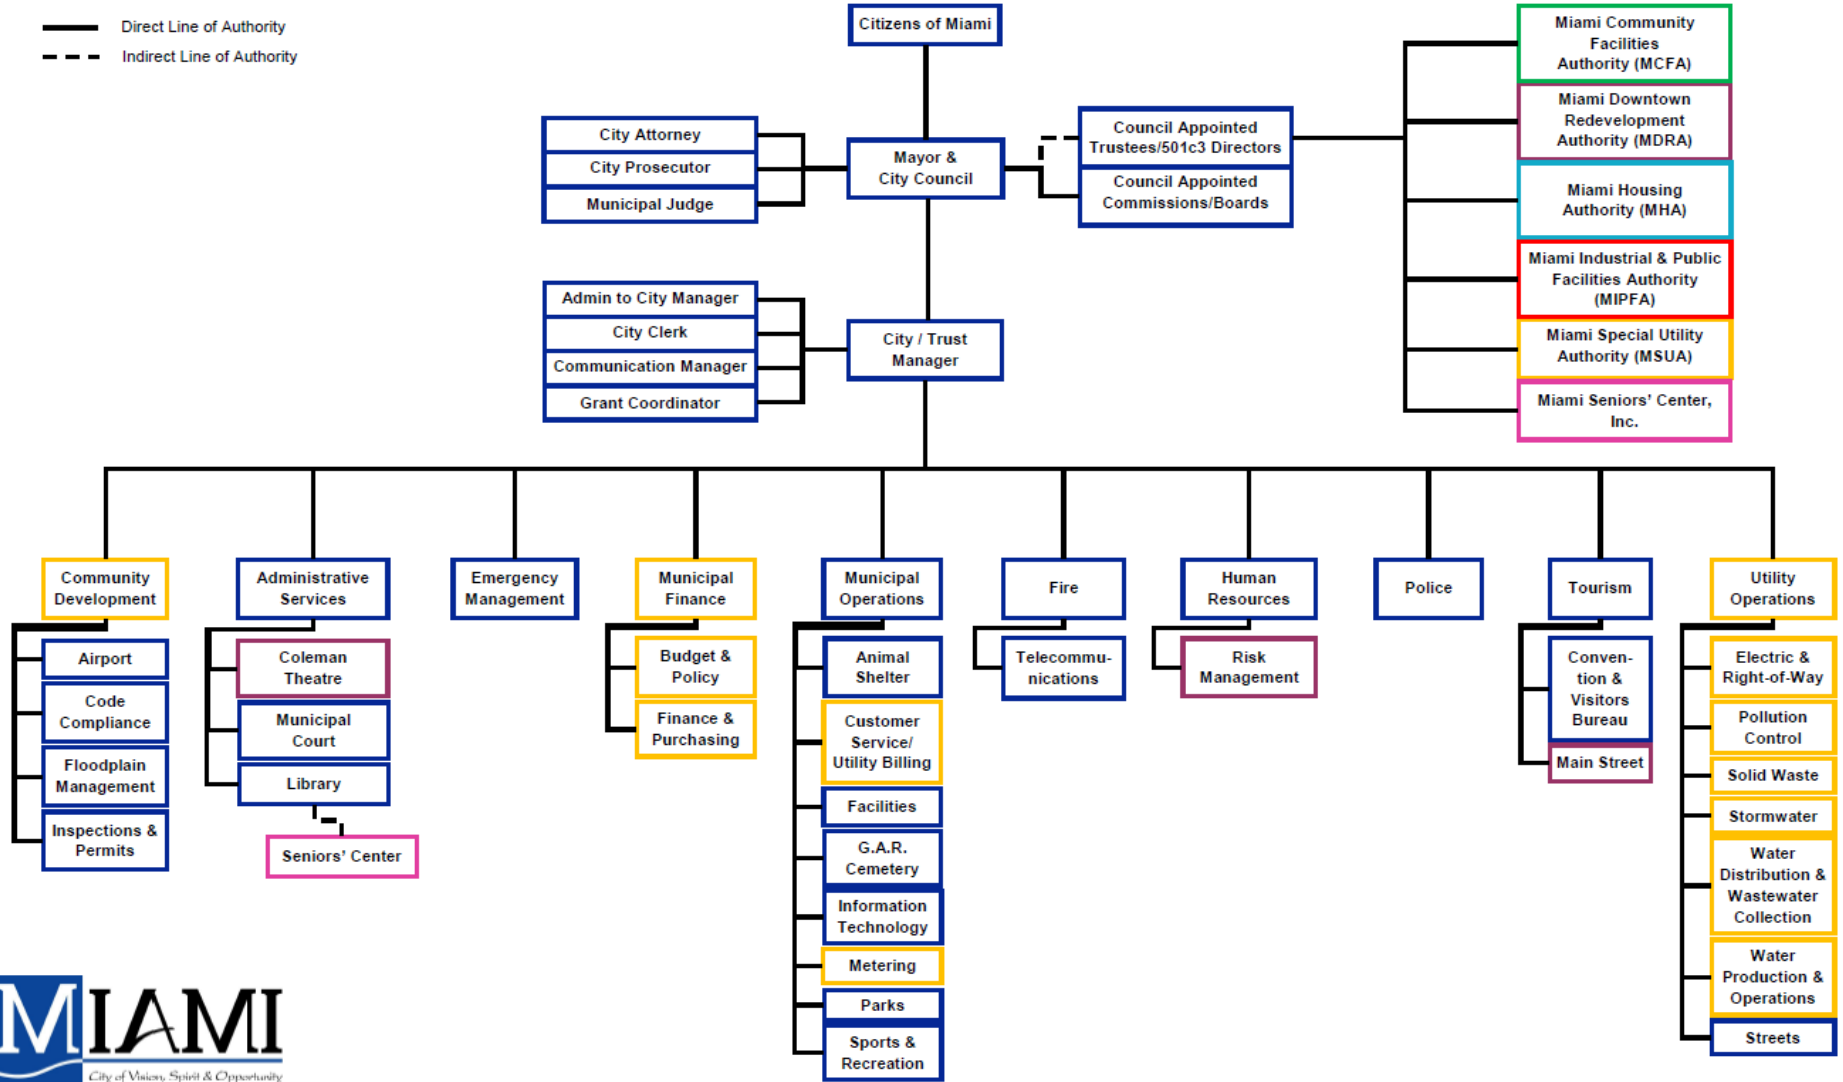 Direct Line of Authority
Indirect Line of Authority
Citizens of Miami
City Attorney
City Prosecutor
Municipal Judge
Mayor &
City Council
Council Appointed
Trustees/501c3 Directors
Council Appointed
Commissions/Boards
Miami Community
Facilities
Authority (MCFA)
Miami Downtown
Redevelopment
Authority (MDRA)
Miami Housing
Authority (MHA)
Miami Industrial & Public
Facilities Authority
(MIPFA)
Miami Special Utility
Authority (MSUA)
Miami Seniors' Center,
Inc.
Admin to City Manager
City Clerk
Communication Manager
Grant Coordinator
City / Trust
Manager
Community
Development
Airport
Code
Compliance
Floodplain
Management
Inspections &
Permits
Administrative
Services
Coleman
Theatre
Municipal
Court
Library
Seniors' Center
Emergency
Management
Municipal
Finance
Budget &
Policy
Finance &
Purchasing
Municipal
Operations
Animal
Shelter
Customer
Service/
Utility Billing
Facilities
G.A.R.
Cemetery
Information
Technology
Metering
Parks
Sports &
Recreation
Fire
Telecommu-
nications
Human
Resources
Risk
Management
Police
Tourism
Conven-
tion &
Visitors
Bureau
Main Street
Utility
Operations
Electric &
Right-of-Way
Pollution
Control
Solid Waste
Stormwater
Water
Distribution &
Wastewater
Collection
Water
Production &
Operations
Streets
MIAMI
City of Vision, Spirit & Opportunity